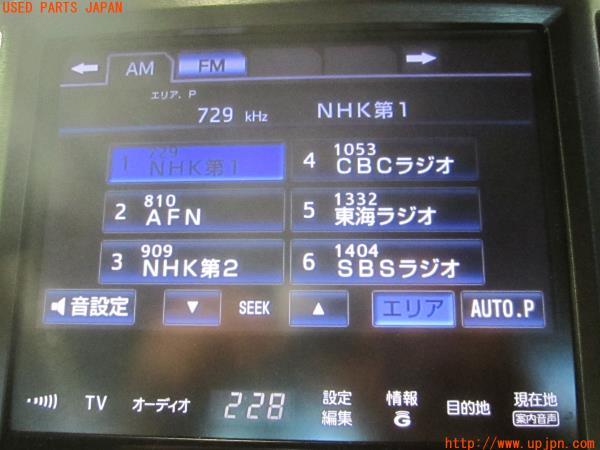 USED PARTS JAPAN
AM
FM
エリア. P
729 kHz
NHK第1
1 729 NHK第1
4 1053 CBCラジオ
2 810 AFN
5 1332 東海ラジオ
3 909 NHK第2
6 1404 SBSラジオ
音設定
SEEK
エリア
AUTO.P
TV
オーディオ
228
設定編集
情報G
目的地
現在地
案内音声
http://www.upjpn.com/